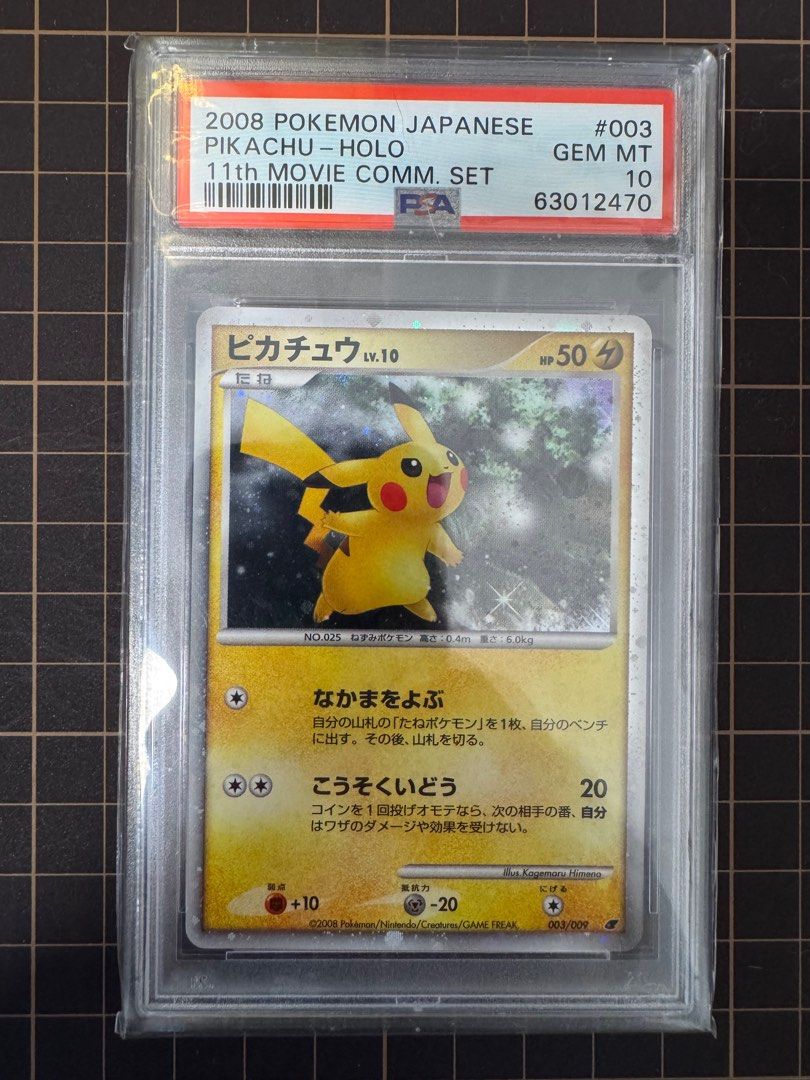 2008 POKEMON JAPANESE #003
PIKACHU-HOLO GEM MT
11th MOVIE COMM. SET 10
PSA 63012470
ピカチュウ LV.10 HP 50
たね
NO.025 ねずみポケモン 高さ:0.4m 重さ:6.0kg
なかまをよぶ
自分の山札の「たねポケモン」を1枚、自分のベンチ
に出す。その後、山札を切る。
こうそくいどう 20
コインを1回投げオモテなら、次の相手の番、自分
はワザのダメージや効果を受けない。
Illus. Kagemaru Himeno
弱点 抵抗力 にげる
+10 -20
©2008 Pokémon/Nintendo/Creatures/GAME FREAK. 003/009